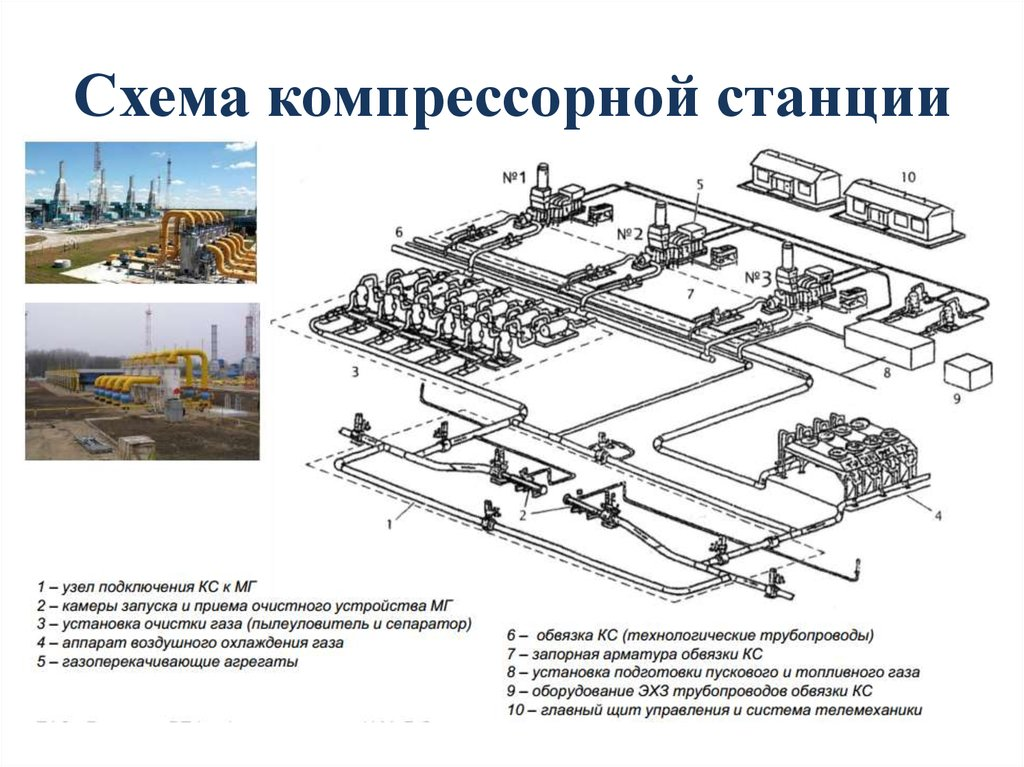 Схема компрессорной станции
№1
5
10
6
№2
№3
7
3
8
9
2
1
4
1 – узел подключения КС к МГ
2 – камеры запуска и приема очистного устройства МГ
3 – установка очистки газа (пылеуловитель и сепаратор)
4 – аппарат воздушного охлаждения газа
5 – газоперекачивающие агрегаты
6 – обвязка КС (технологические трубопроводы)
7 – запорная арматура обвязки КС
8 – установка подготовки пускового и топливного газа
9 – оборудование ЭХЗ трубопроводов обвязки КС
10 – главный щит управления и система телемеханики